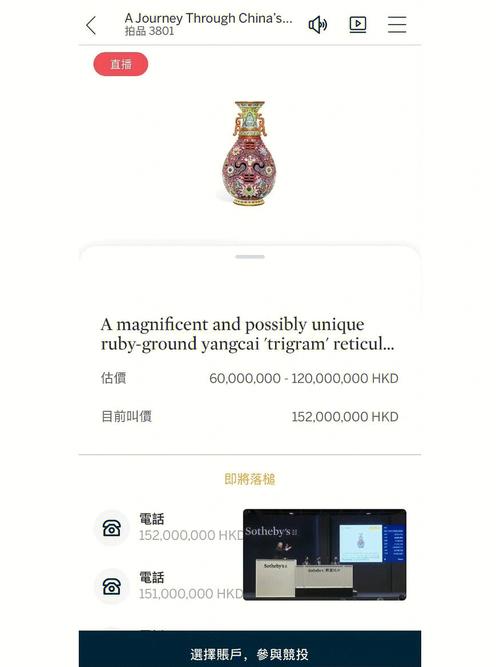 A Journey Through China's...
拍品 3801
直播
A magnificent and possibly unique
ruby-ground yangcai 'trigram' reticul...
估價 60,000,000 - 120,000,000 HKD
目前叫價 152,000,000 HKD
即將落槌
電話
152,000,000 HKD
Sotheby's
Sotheby's
Sotheby's
電話
151,000,000 HKD
選擇賬戶，參與競投